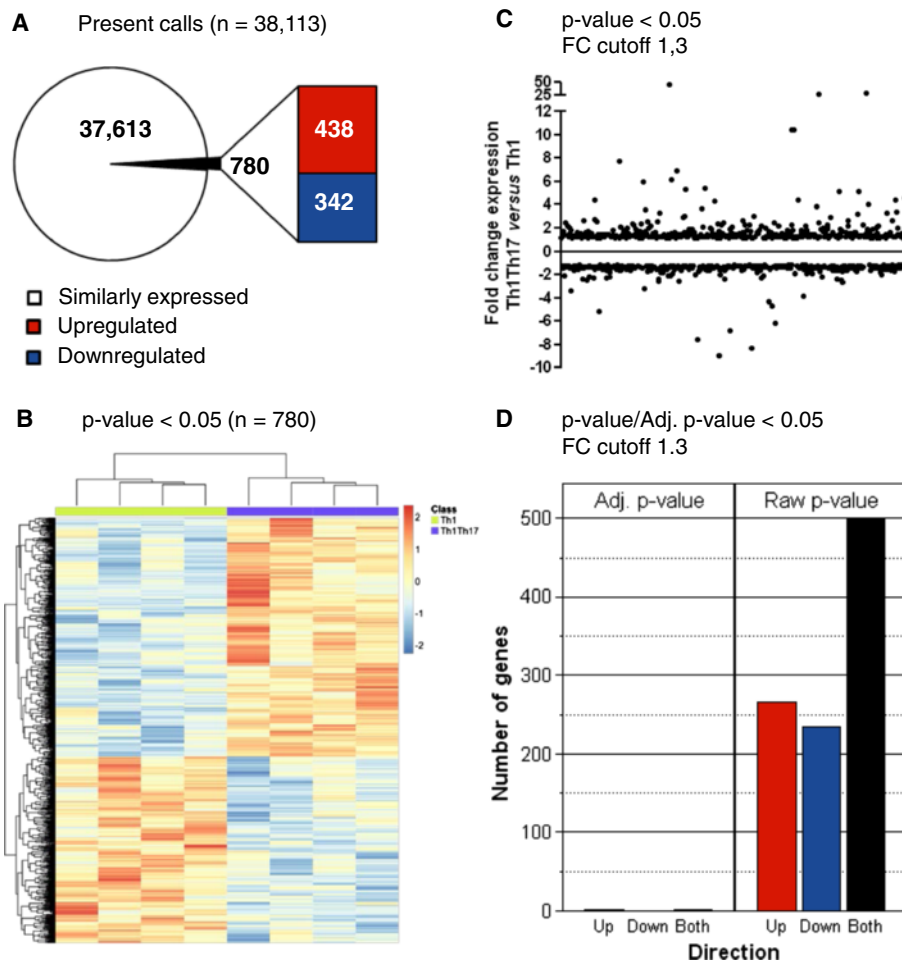 A Present calls (n = 38,113)
37,613
780
438
342
Similarly expressed
Upregulated
Downregulated
B p-value < 0.05 (n = 780)
Class
Th1
Th1Th17
2
1
0
-1
-2
C p-value < 0.05
FC cutoff 1,3
Fold change expression
Th1Th17 versus Th1
50
25
12
10
8
6
4
2
0
-2
-4
-6
-8
-10
D p-value/Adj. p-value < 0.05
FC cutoff 1.3
Adj. p-value Raw p-value
Number of genes
500
400
300
200
100
0
Up Down Both Up Down Both
Direction